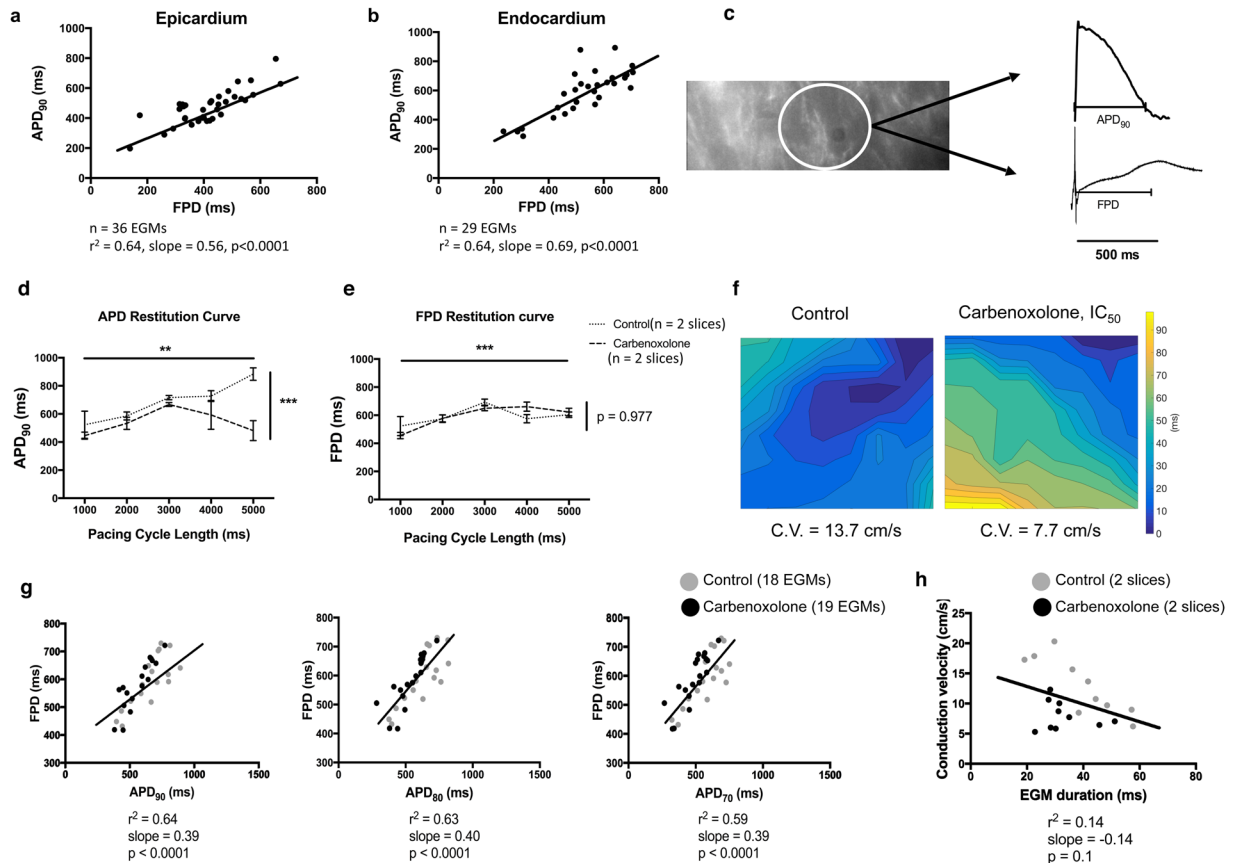 a
Epicardium
APD90 (ms)
1000
800
600
400
200
0
0 200 400 600 800
FPD (ms)
n = 36 EGMs
r² = 0.64, slope = 0.56, p<0.0001
b
Endocardium
APD90 (ms)
1000
800
600
400
200
0
0 200 400 600 800
FPD (ms)
n = 29 EGMs
r² = 0.64, slope = 0.69, p<0.0001
c
APD90
FPD
500 ms
d
APD Restitution Curve
**
***
APD90 (ms)
1000
800
600
400
200
0
1000 2000 3000 4000 5000
Pacing Cycle Length (ms)
e
FPD Restitution curve
***
p = 0.977
FPD (ms)
1000
800
600
400
200
0
1000 2000 3000 4000 5000
Pacing Cycle Length (ms)
Control(n = 2 slices)
Carbenoxolone
(n = 2 slices)
f
Control
Carbenoxolone, IC50
C.V. = 13.7 cm/s
C.V. = 7.7 cm/s
90
80
70
60
50
40
30
20
10
0
(ms)
g
Control (18 EGMs)
Carbenoxolone (19 EGMs)
FPD (ms)
800
700
600
500
400
300
0 500 1000 1500
APD90 (ms)
r² = 0.64
slope = 0.39
p < 0.0001
FPD (ms)
800
700
600
500
400
300
0 500 1000 1500
APD80 (ms)
r² = 0.63
slope = 0.40
p < 0.0001
FPD (ms)
800
700
600
500
400
300
0 500 1000 1500
APD70 (ms)
r² = 0.59
slope = 0.39
p < 0.0001
h
Control (2 slices)
Carbenoxolone (2 slices)
Conduction velocity (cm/s)
25
20
15
10
5
0
0 20 40 60 80
EGM duration (ms)
r² = 0.14
slope = -0.14
p = 0.1